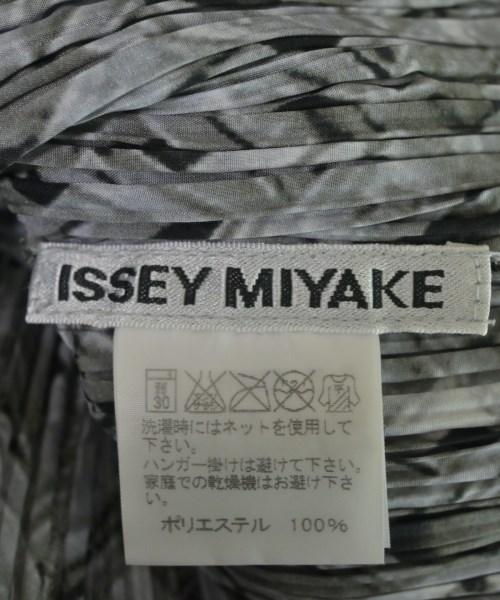 ISSEY MIYAKE
弱
30
洗濯時にはネットを使用して
下さい。
ハンガー掛けは避けて下さい。
家庭での乾燥機はお避け下さ
い。
ポリエステル 100%